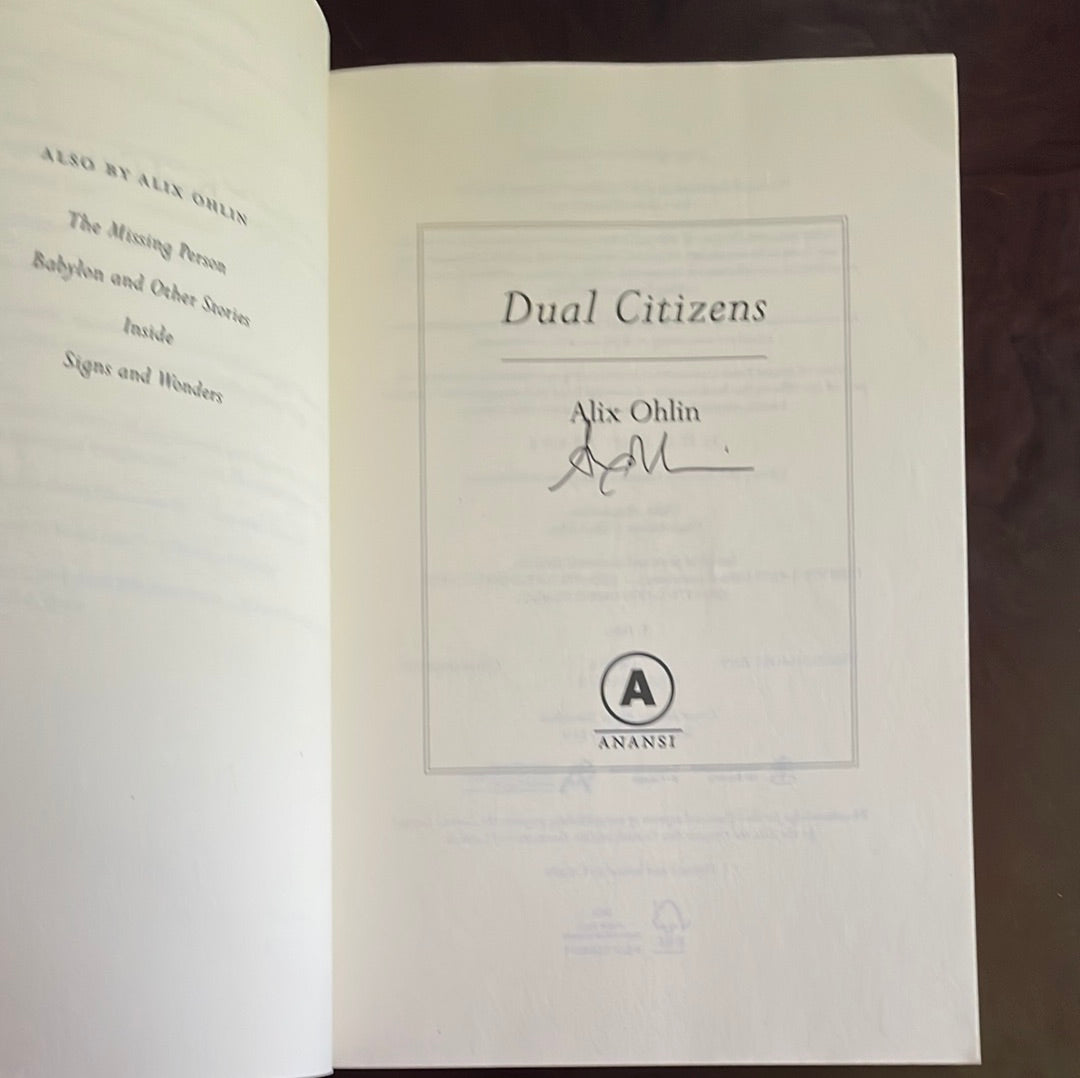 ALSO BY ALIX OHLIN
The Missing Person
Babylon and Other Stories
Inside
Signs and Wonders
Dual Citizens
Alix Ohlin
A
ANANSI